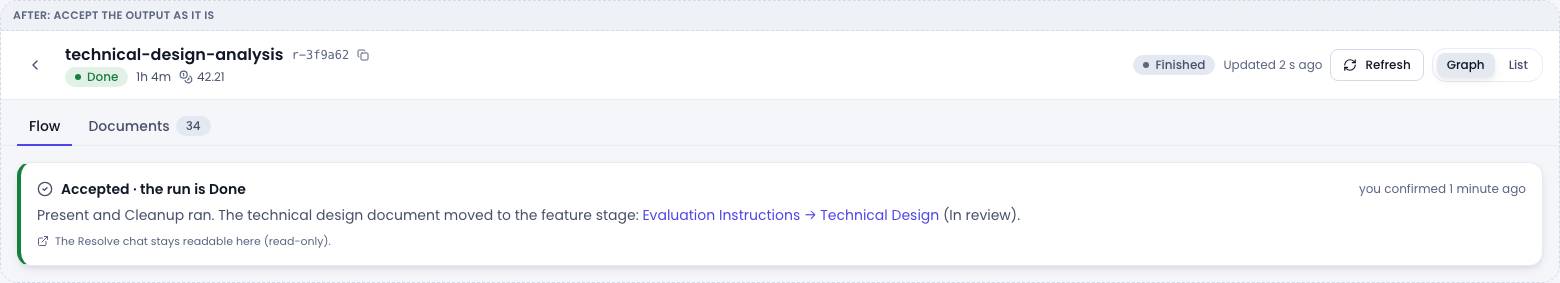 AFTER: ACCEPT THE OUTPUT AS IT IS
technical-design-analysis r-3f9a62
Done 1h 4m 42.21
Finished Updated 2 s ago Refresh Graph List
Flow Documents 34
Accepted · the run is Done you confirmed 1 minute ago
Present and Cleanup ran. The technical design document moved to the feature stage: Evaluation Instructions → Technical Design (In review).
The Resolve chat stays readable here (read-only).